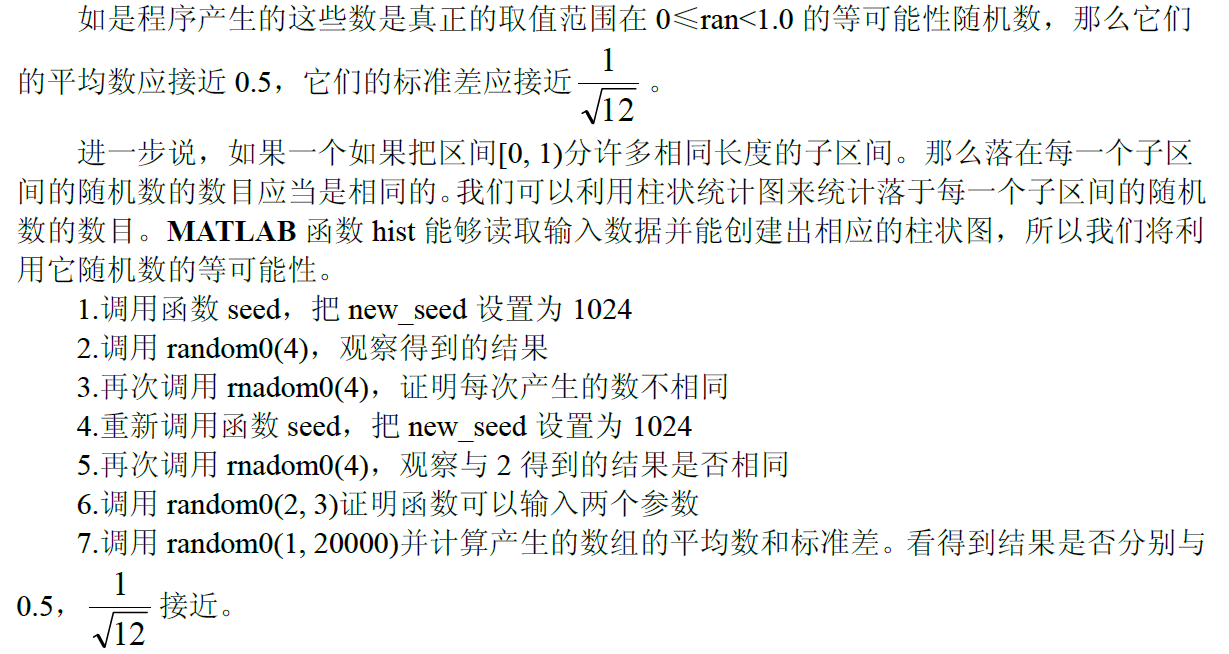 如是程序产生的这些数是真正的取值范围在 0≤ran<1.0 的等可能性随机数，那么它们
的平均数应接近 0.5，它们的标准差应接近 $\frac{1}{\sqrt{12}}$ 。
进一步说，如果一个如果把区间[0, 1)分许多相同长度的子区间。那么落在每一个子区
间的随机数的数目应当是相同的。我们可以利用柱状统计图来统计落于每一个子区间的随机
数的数目。MATLAB 函数 hist 能够读取输入数据并能创建出相应的柱状图，所以我们将利
用它随机数的等可能性。
1.调用函数 seed，把 new_seed 设置为 1024
2.调用 random0(4)，观察得到的结果
3.再次调用 rnadom0(4)，证明每次产生的数不相同
4.重新调用函数 seed，把 new_seed 设置为 1024
5.再次调用 rnadom0(4)，观察与 2 得到的结果是否相同
6.调用 random0(2, 3)证明函数可以输入两个参数
7.调用 random0(1, 20000)并计算产生的数组的平均数和标准差。看得到结果是否分别与
0.5， $\frac{1}{\sqrt{12}}$ 接近。